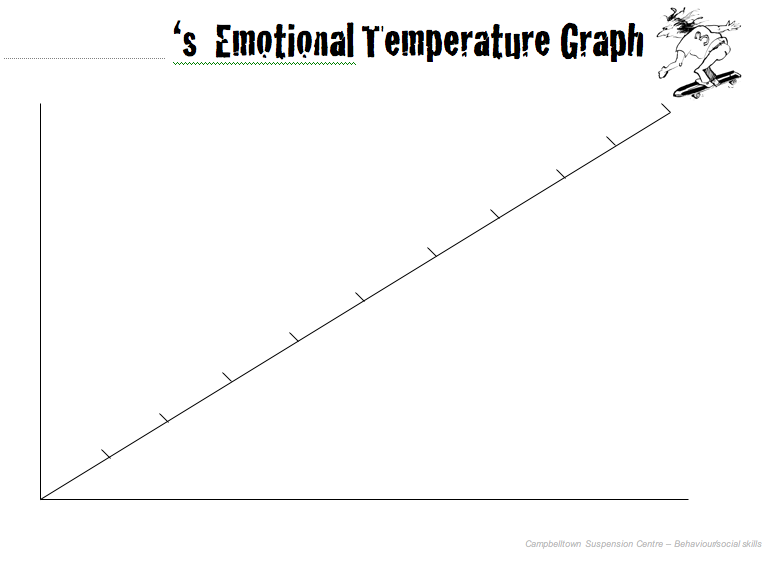 ‘s Emotional Temperature Graph
Campbelltown Suspension Centre – Behaviour/social skills